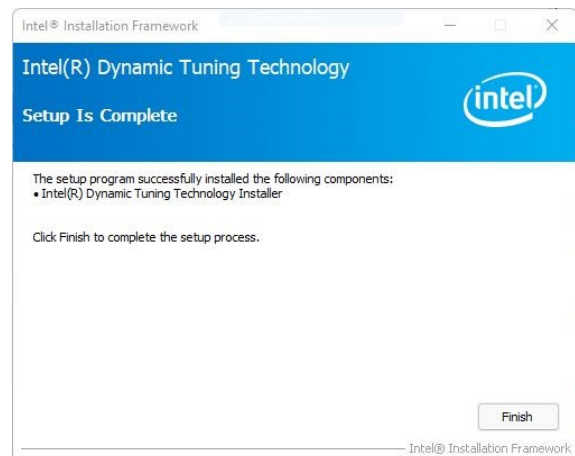 Intel® Installation Framework
Intel(R) Dynamic Tuning Technology
intel
Setup Is Complete
The setup program successfully installed the following components:
• Intel(R) Dynamic Tuning Technology Installer
Click Finish to complete the setup process.
Finish
Intel® Installation Framework